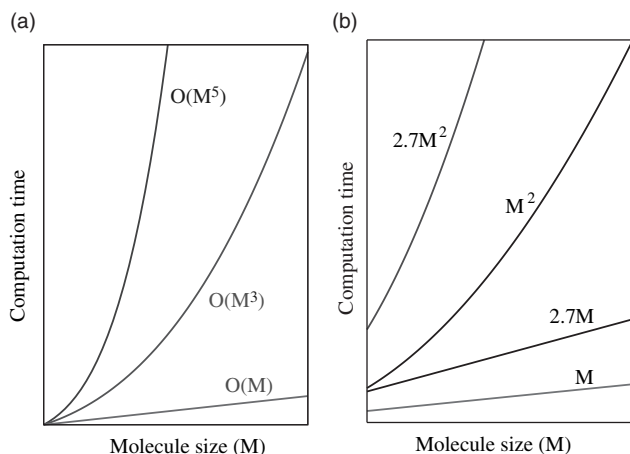 (a)
Computation time
O(M⁵)
O(M³)
O(M)
Molecule size (M)
(b)
Computation time
2.7M²
M²
2.7M
M
Molecule size (M)